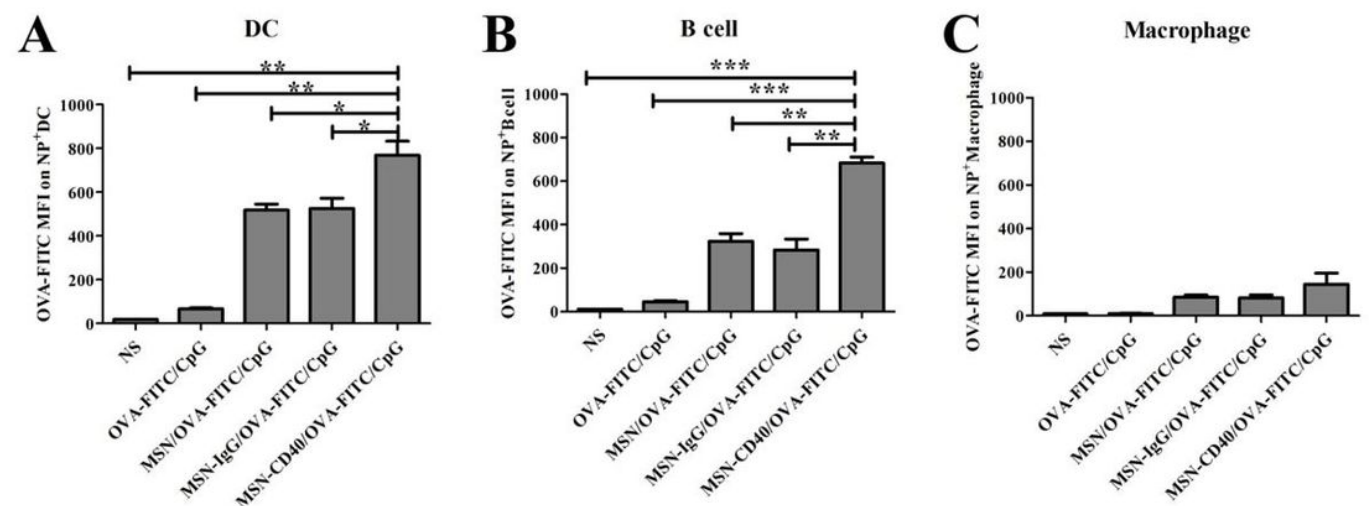 A
DC
**
**
*
*
OVA-FITC MFI on NP+DC
1000
800
600
400
200
0
NS
OVA-FITC/CpG
MSN/OVA-FITC/CpG
MSN-IgG/OVA-FITC/CpG
MSN-CD40/OVA-FITC/CpG
B
B cell
***
***
**
**
OVA-FITC MFI on NP+Bcell
1000
800
600
400
200
0
NS
OVA-FITC/CpG
MSN/OVA-FITC/CpG
MSN-IgG/OVA-FITC/CpG
MSN-CD40/OVA-FITC/CpG
C
Macrophage
OVA-FITC MFI on NP+Macrophage
1000
800
600
400
200
0
NS
OVA-FITC/CpG
MSN/OVA-FITC/CpG
MSN-IgG/OVA-FITC/CpG
MSN-CD40/OVA-FITC/CpG